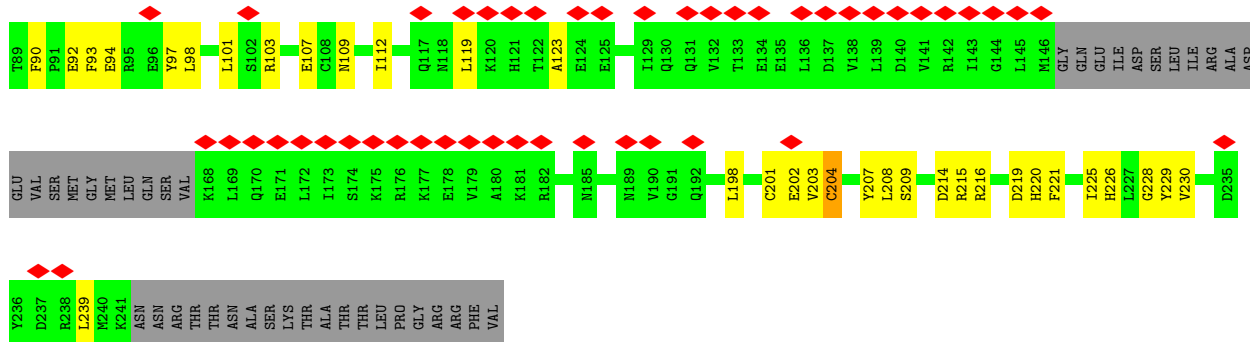 T89 F90 P91 E92 F93 E94 R95 E96 Y97 L98 L101 S102 R103 E107 C108 N109 I112 Q117 N118 L119 K120 H121 T122 A123 E124 E125 I129 Q130 Q131 V132 T133 E134 E135 L136 D137 V138 L139 D140 V141 R142 I143 G144 L145 M146 GLY GLN GLU ILE ASP SER LEU ILE ARG ALA ASP
GLU VAL SER MET GLY MET LEU GLN SER VAL K168 L169 Q170 E171 L172 I173 S174 K175 R176 K177 E178 V179 A180 K181 R182 N185 N189 V190 G191 Q192 L198 C201 E202 V203 C204 Y207 L208 S209 D214 R215 R216 D219 H220 F221 I225 H226 L227 G228 Y229 V230 D235
Y236 D237 R238 L239 M240 K241 ASN ASN ARG THR THR ASN ALA SER LYS THR ALA THR THR LEU PRO GLY ARG ARG PHE VAL